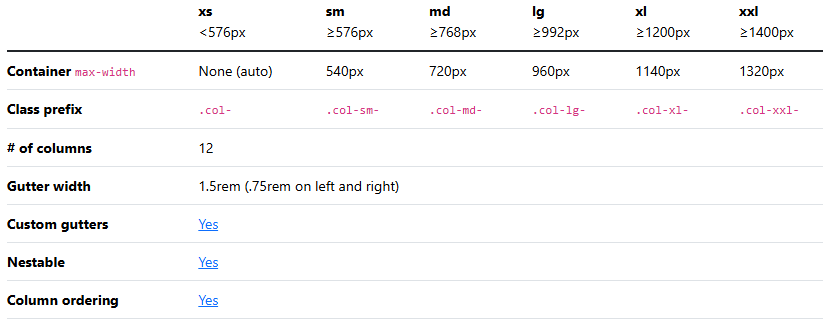 xs sm md lg xl xxl
<576px ≥576px ≥768px ≥992px ≥1200px ≥1400px
Container max-width None (auto) 540px 720px 960px 1140px 1320px
Class prefix .col- .col-sm- .col-md- .col-lg- .col-xl- .col-xxl-
# of columns 12
Gutter width 1.5rem (.75rem on left and right)
Custom gutters Yes
Nestable Yes
Column ordering Yes